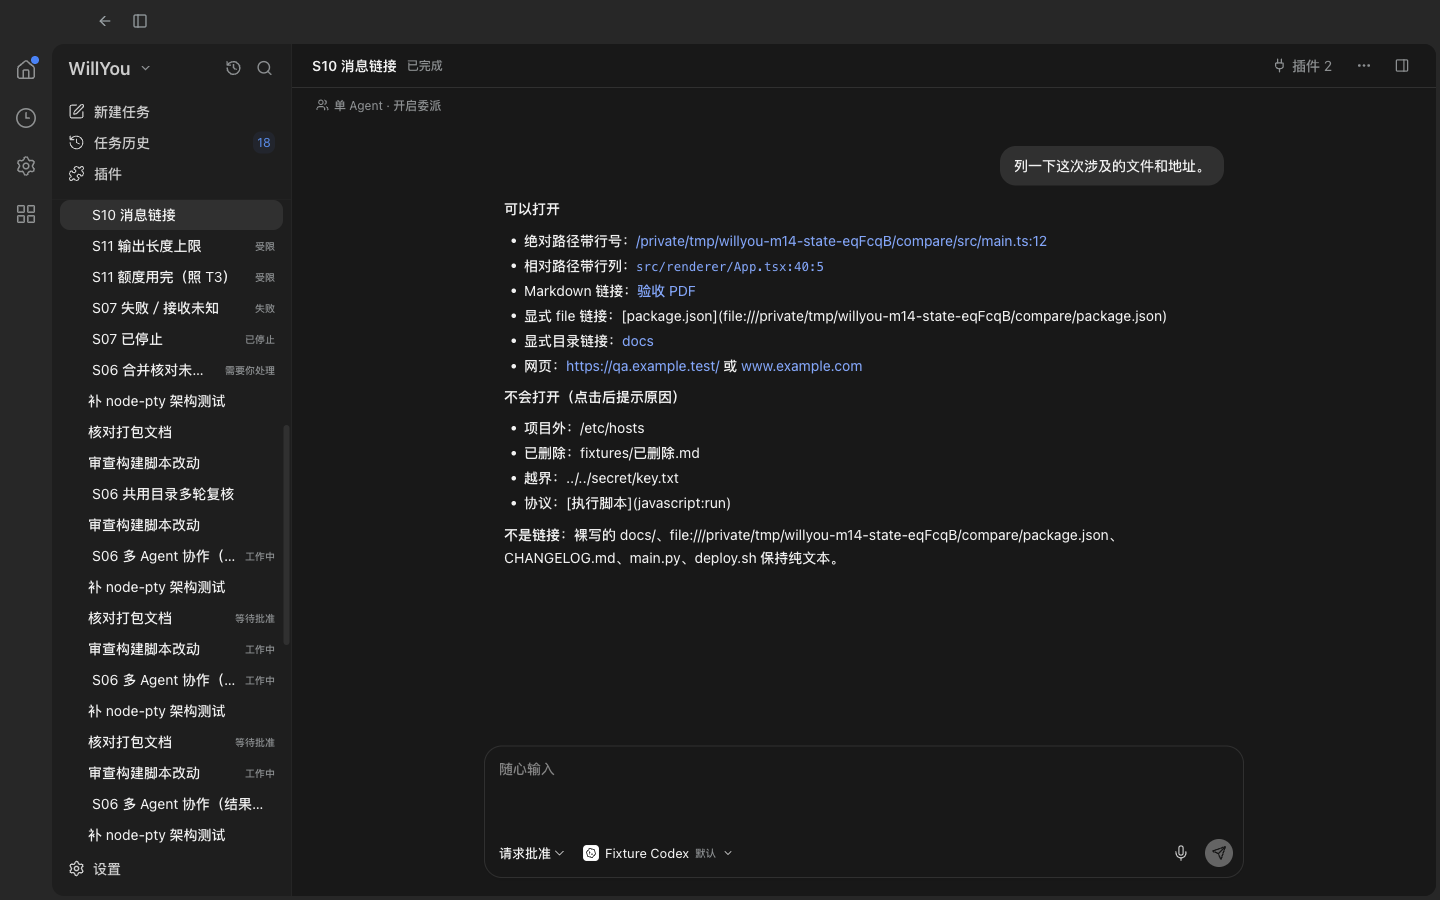 WillYou
新建任务
任务历史 18
插件
S10 消息链接
S11 输出长度上限 受限
S11 额度用完（照 T3） 受限
S07 失败 / 接收未知 失败
S07 已停止 已停止
S06 合并核对未... 需要你处理
补 node-pty 架构测试
核对打包文档
审查构建脚本改动
S06 共用目录多轮复核
审查构建脚本改动
S06 多 Agent 协作（... 工作中
补 node-pty 架构测试
核对打包文档 等待批准
审查构建脚本改动 工作中
S06 多 Agent 协作（... 工作中
补 node-pty 架构测试
核对打包文档 等待批准
审查构建脚本改动 工作中
S06 多 Agent 协作（结果...
补 node-pty 架构测试
设置
S10 消息链接 已完成
插件 2
单 Agent · 开启委派
列一下这次涉及的文件和地址。
可以打开
• 绝对路径带行号：/private/tmp/willyou-m14-state-eqFcqB/compare/src/main.ts:12
• 相对路径带行列：src/renderer/App.tsx:40:5
• Markdown 链接：验收 PDF
• 显式 file 链接：[package.json](file:///private/tmp/willyou-m14-state-eqFcqB/compare/package.json)
• 显式目录链接：docs
• 网页：https://qa.example.test/ 或 www.example.com
不会打开（点击后提示原因）
• 项目外：/etc/hosts
• 已删除：fixtures/已删除.md
• 越界：../../secret/key.txt
• 协议：[执行脚本](javascript:run)
不是链接：裸写的 docs/、file:///private/tmp/willyou-m14-state-eqFcqB/compare/package.json、
CHANGELOG.md、main.py、deploy.sh 保持纯文本。
随心输入
请求批准
Fixture Codex 默认